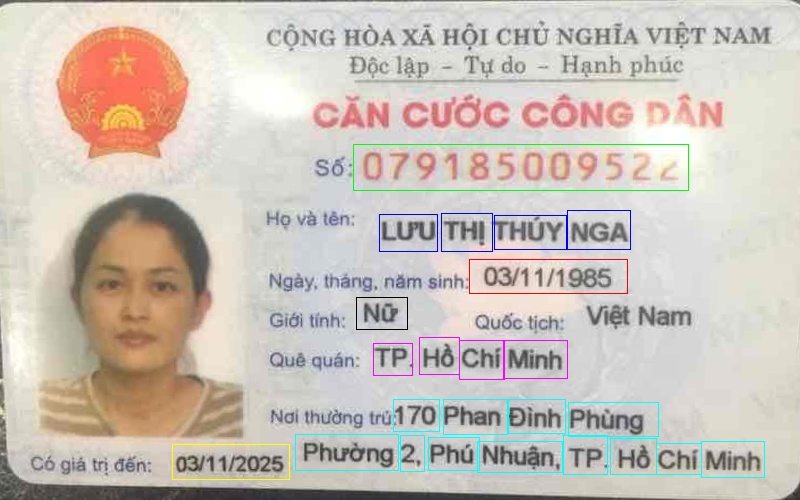 CỘNG HÒA XÃ HỘI CHỦ NGHĨA VIỆT NAM
Độc lập - Tự do - Hạnh phúc
CĂN CƯỚC CÔNG DÂN
Số: 079185009522
Họ và tên: LƯU THỊ THÚY NGA
Ngày, tháng, năm sinh: 03/11/1985
Giới tính: Nữ Quốc tịch: Việt Nam
Quê quán: TP. Hồ Chí Minh
Nơi thường trú: 170 Phan Đình Phùng
Phường 2, Phú Nhuận, TP. Hồ Chí Minh
Có giá trị đến: 03/11/2025